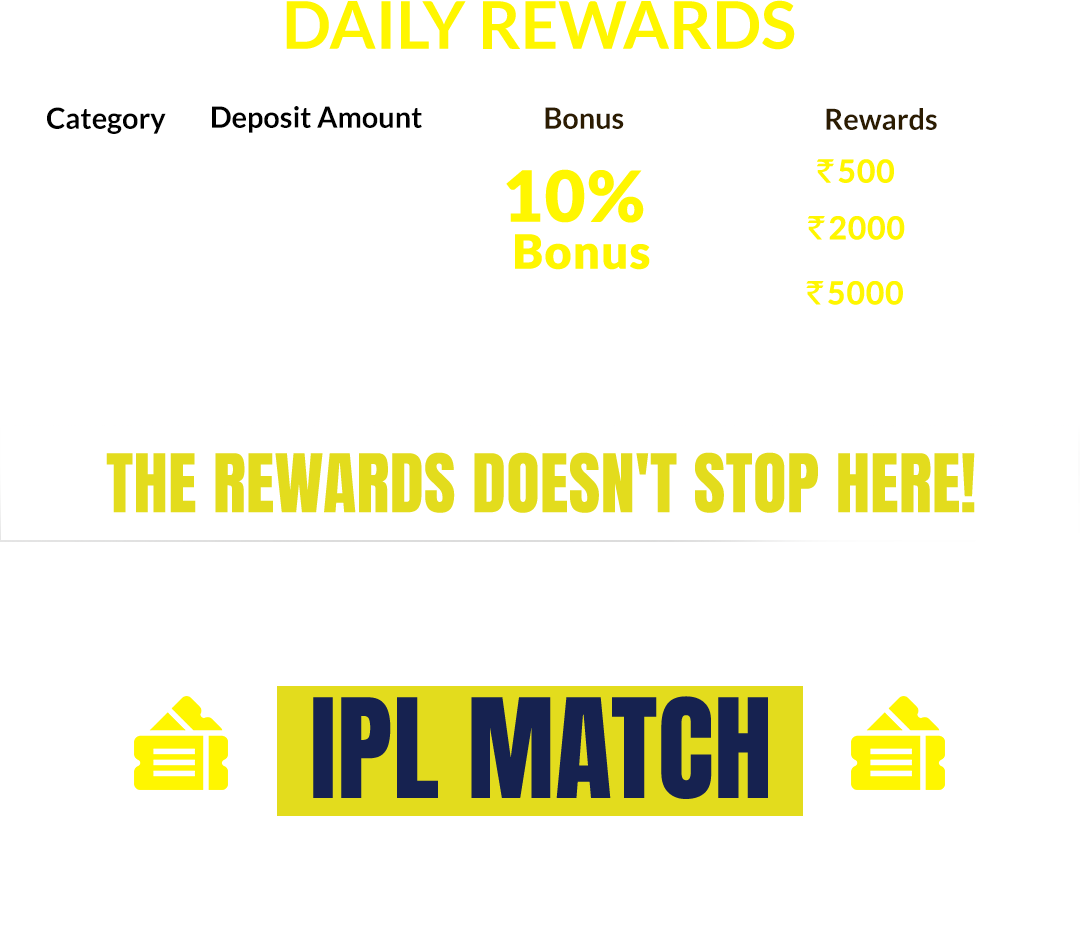 DAILY REWARDS
Category Deposit Amount Bonus Rewards
₹500
10%
₹2000
Bonus
₹5000
THE REWARDS DOESN'T STOP HERE!
IPL MATCH